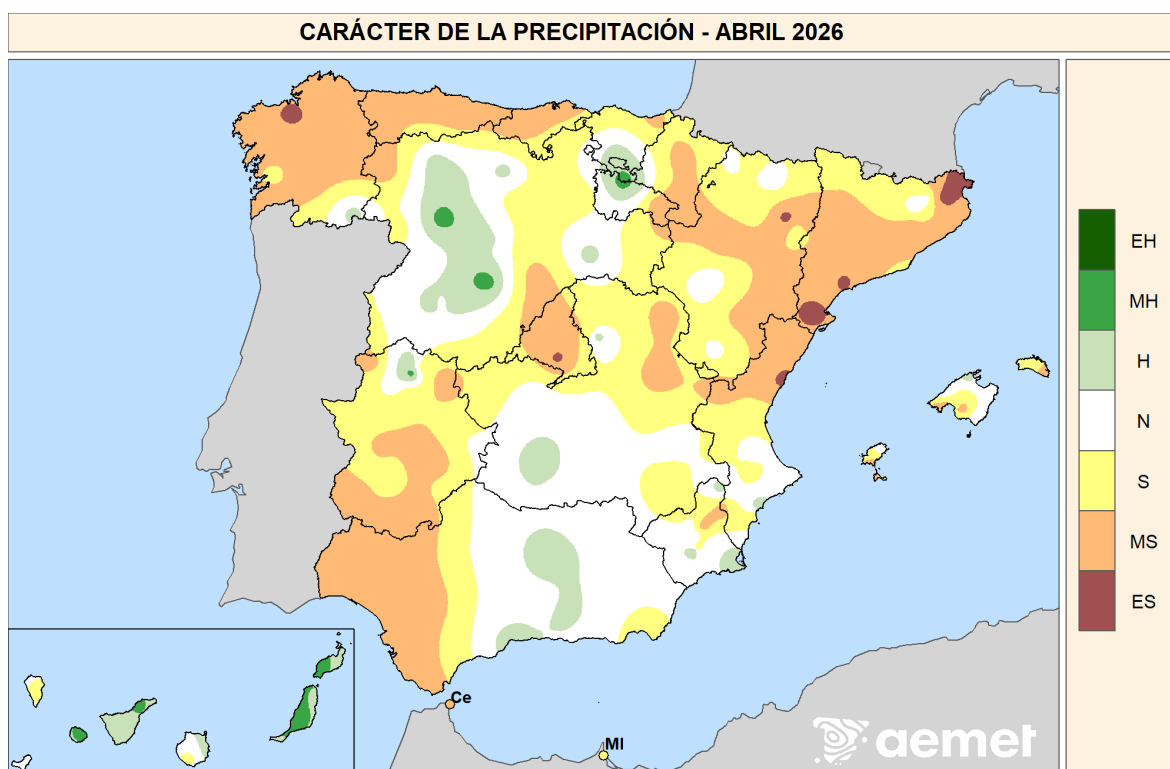 CARÁCTER DE LA PRECIPITACIÓN - ABRIL 2026
EH
MH
H
N
S
MS
ES
Ce
Ml
aemet